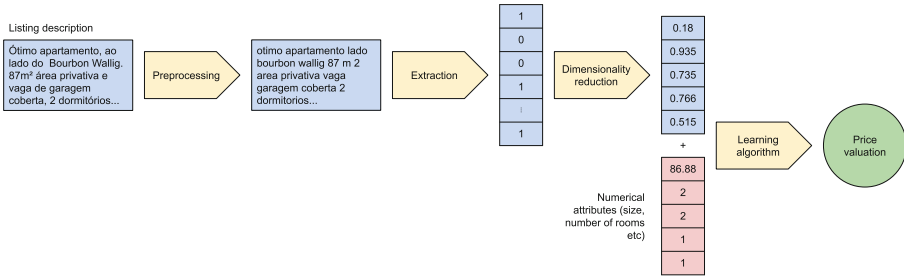 Listing description
Ótimo apartamento, ao
lado do Bourbon Wallig.
87m² área privativa e
vaga de garagem
coberta, 2 dormitórios...
Preprocessing
otimo apartamento lado
bourbon wallig 87 m 2
area privativa vaga
garagem coberta 2
dormitorios...
Extraction
1
0
0
1
1
Dimensionality
reduction
0.18
0.935
0.735
0.766
0.515
+
86.88
2
2
1
1
Numerical
attributes (size,
number of rooms
etc)
Learning
algorithm
Price
valuation